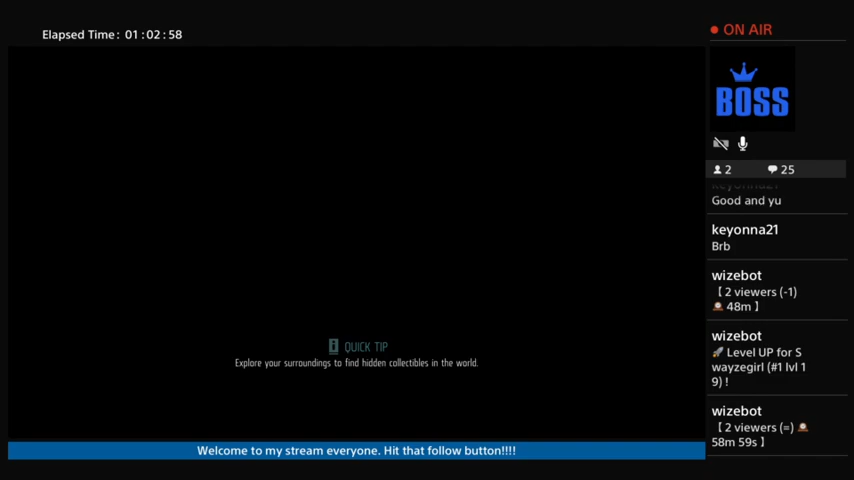 Elapsed Time: 01:02:58
ON AIR
BOSS
2
25
keyonna21
Good and yu
keyonna21
Brb
wizebot
【 2 viewers (-1)
48m 】
wizebot
Level UP for S
wayzegirl (#1 lvl 1
9) !
wizebot
【 2 viewers (=)
58m 59s 】
QUICK TIP
Explore your surroundings to find hidden collectibles in the world.
Welcome to my stream everyone. Hit that follow button!!!!